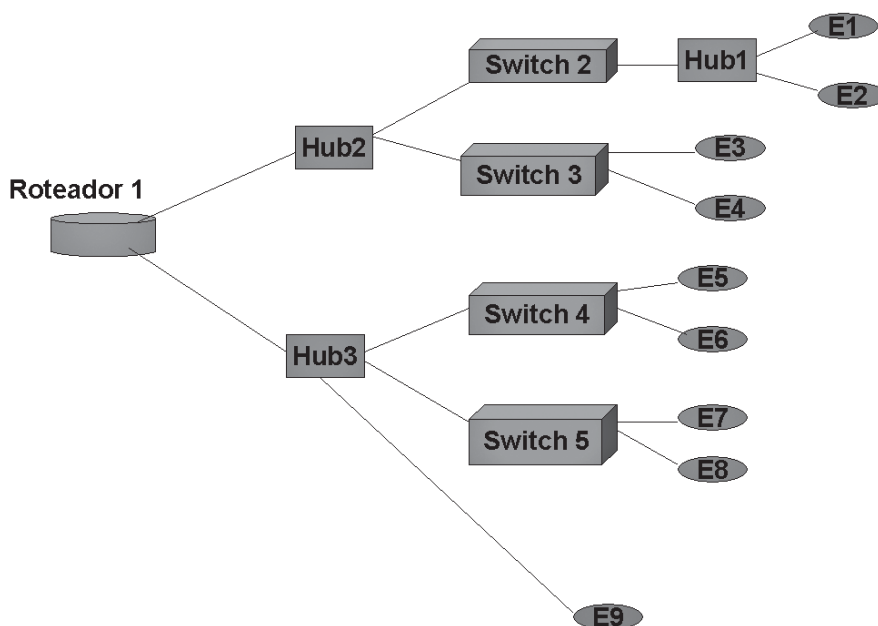 E1
Switch 2
Hub1
E2
Hub2
E3
Switch 3
Roteador 1
E4
E5
Switch 4
E6
Hub3
E7
Switch 5
E8
E9